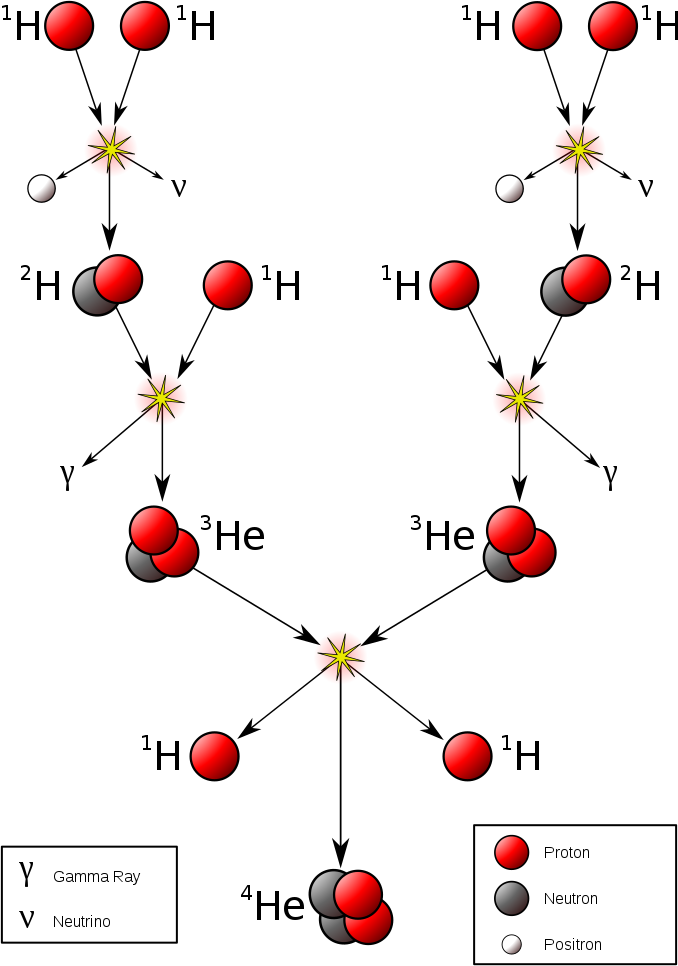 ¹H ¹H ¹H ¹H
ν ν
²H ¹H ¹H ²H
γ γ
³He ³He
¹H ¹H
⁴He
γ Gamma Ray
ν Neutrino
Proton
Neutron
Positron